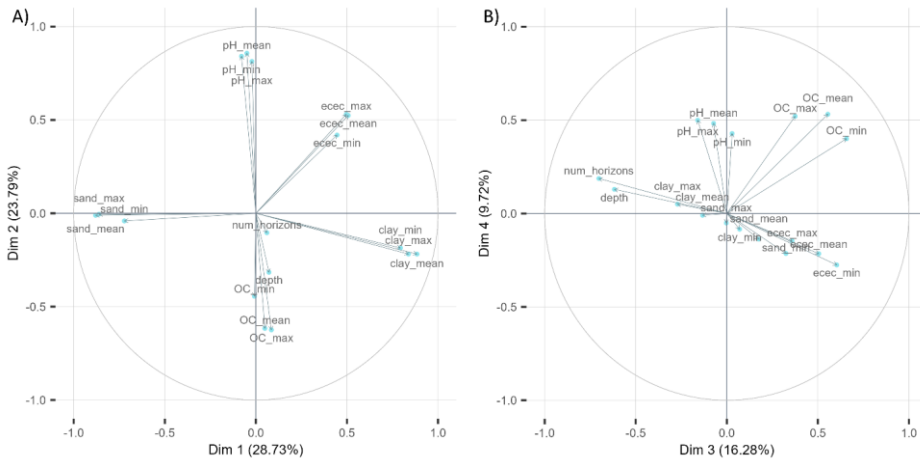 A)
1.0
0.5
0.0
-0.5
-1.0
Dim 2 (23.79%)
pH_mean
pH_min
pH_max
ecec_max
ecec_mean
ecec_min
sand_max
sand_min
sand_mean
num_horizons
clay_min
clay_max
clay_mean
depth
OC_min
OC_mean
OC_max
-1.0 -0.5 0.0 0.5 1.0
Dim 1 (28.73%)
B)
1.0
0.5
0.0
-0.5
-1.0
Dim 4 (9.72%)
OC_mean
OC_max
pH_mean
pH_max
OC_min
pH_min
num_horizons
clay_max
depth
clay_mean
sand_max
sand_mean
clay_min
ecec_max
sand_min
ecec_mean
ecec_min
-1.0 -0.5 0.0 0.5 1.0
Dim 3 (16.28%)